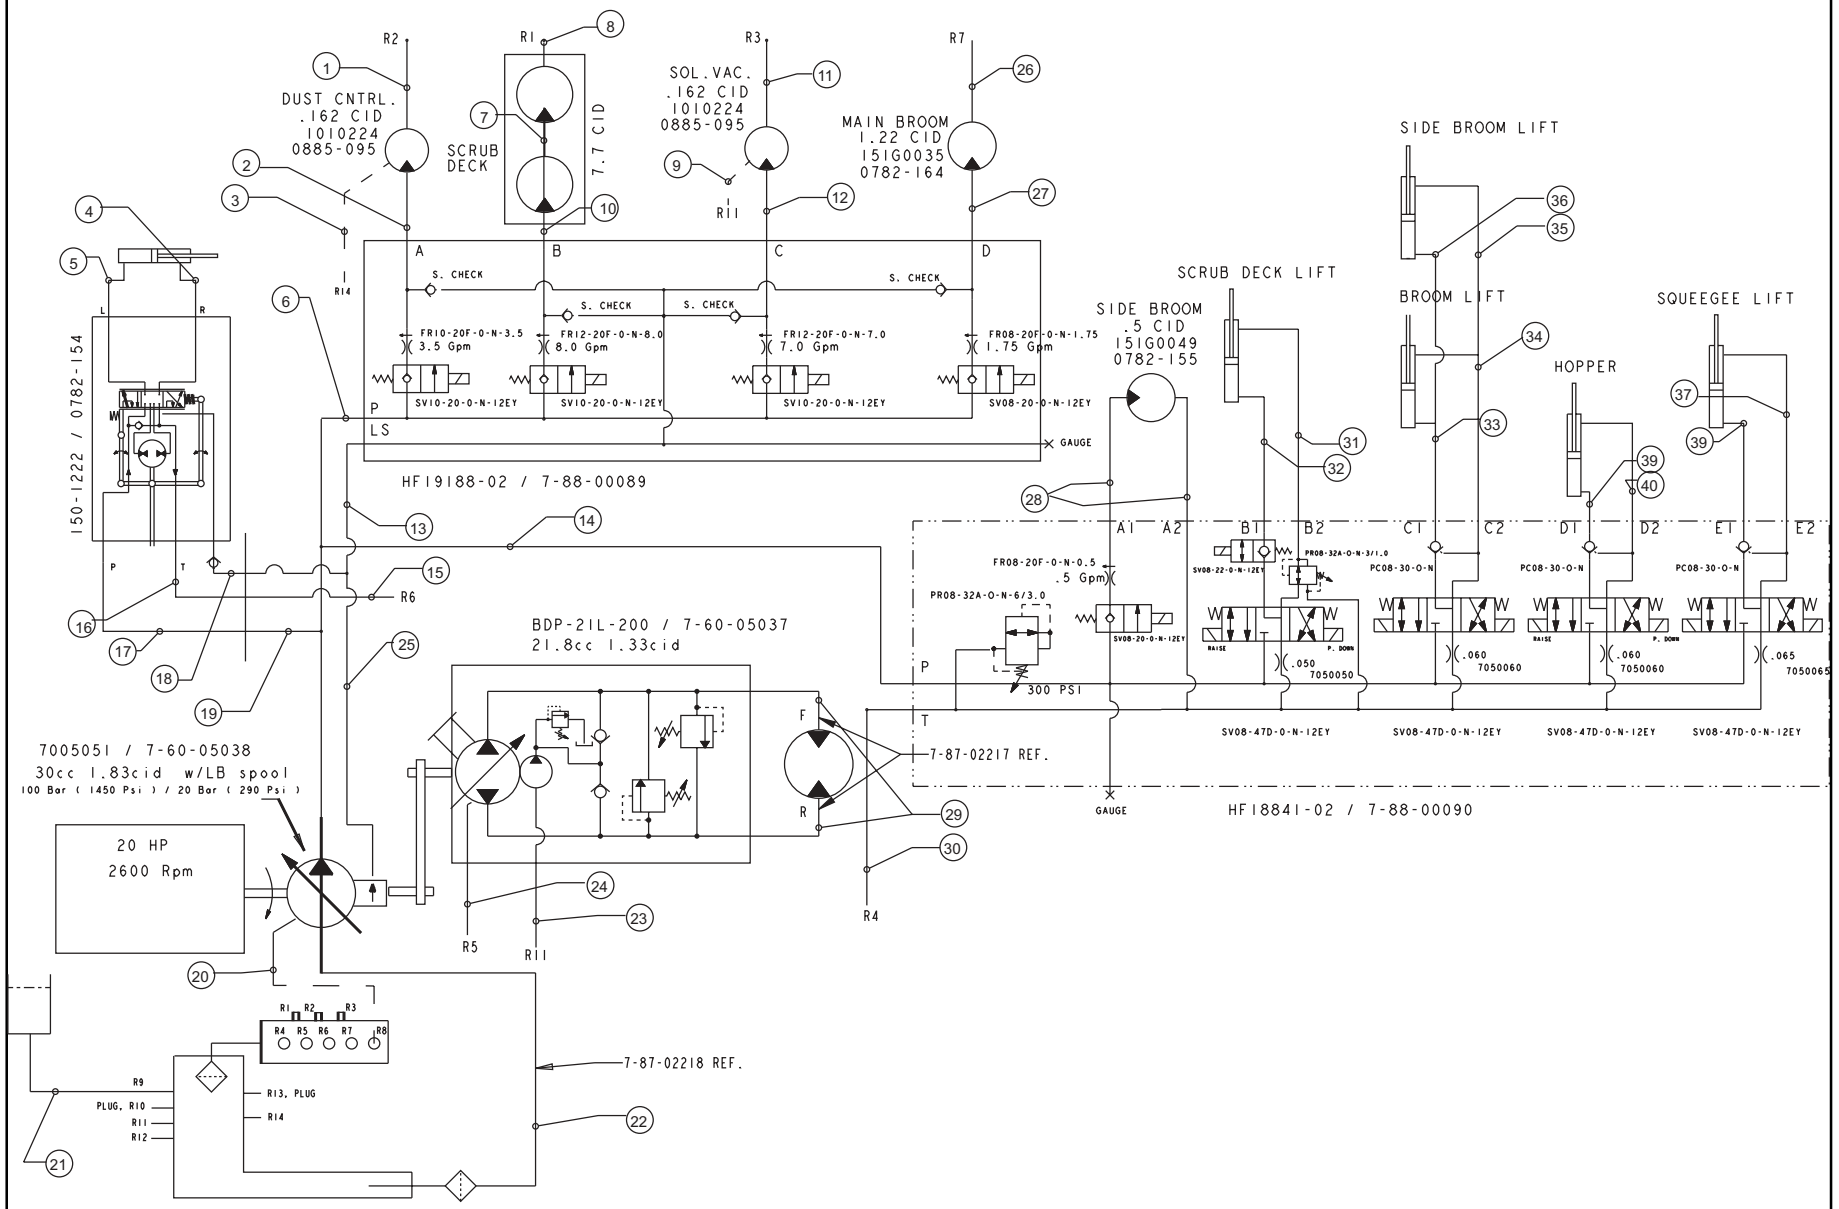 R2
R1
8
R3
R7
1
11
26
DUST CNTRL.
.162 CID
1010224
0885-095
7
SCRUB
DECK
7.7 CID
SOL.VAC.
.162 CID
1010224
0885-095
9
R11
MAIN BROOM
1.22 CID
151G0035
0782-164
2
3
R14
10
12
27
4
5
6
L
R
150-1222 / 0782-154
P
T
A
B
C
D
S. CHECK
S. CHECK
S. CHECK
S. CHECK
FR10-20F-0-N-3.5
3.5 Gpm
FR12-20F-0-N-8.0
8.0 Gpm
FR12-20F-0-N-7.0
7.0 Gpm
FR08-20F-0-N-1.75
1.75 Gpm
SV10-20-0-N-12EY
SV10-20-0-N-12EY
SV10-20-0-N-12EY
SV08-20-0-N-12EY
P
LS
GAUGE
HF19188-02 / 7-88-00089
13
14
15
R6
16
17
18
19
25
SIDE BROOM LIFT
36
35
SCRUB DECK LIFT
BROOM LIFT
SQUEEGEE LIFT
SIDE BROOM
.5 CID
151G0049
0782-155
34
HOPPER
37
33
39
31
32
39
40
28
A1
A2
B1
B2
C1
C2
D1
D2
E1
E2
FR08-20F-0-N-0.5
.5 Gpm
SV08-22-0-N-12EY
PR08-32A-0-N-3/1.0
PC08-30-0-N
PC08-30-0-N
PC08-30-0-N
PR08-32A-0-N-6/3.0
SV08-20-0-N-12EY
RAISE
P. DOWN
RAISE
P. DOWN
.050
7050050
.060
7050060
.060
7050060
.065
7050065
300 PSI
P
T
SV08-47D-0-N-12EY
SV08-47D-0-N-12EY
SV08-47D-0-N-12EY
SV08-47D-0-N-12EY
GAUGE
HF18841-02 / 7-88-00090
BDP-21L-200 / 7-60-05037
21.8cc 1.33cid
F
R
7-87-02217 REF.
29
30
R4
24
23
R5
R11
7005051 / 7-60-05038
30cc 1.83cid w/LB spool
100 Bar ( 1450 Psi ) / 20 Bar ( 290 Psi )
20 HP
2600 Rpm
20
R1
R2
R3
R4
R5
R6
R7
R8
7-87-02218 REF.
R9
PLUG, R10
R11
R12
R13, PLUG
R14
22
21